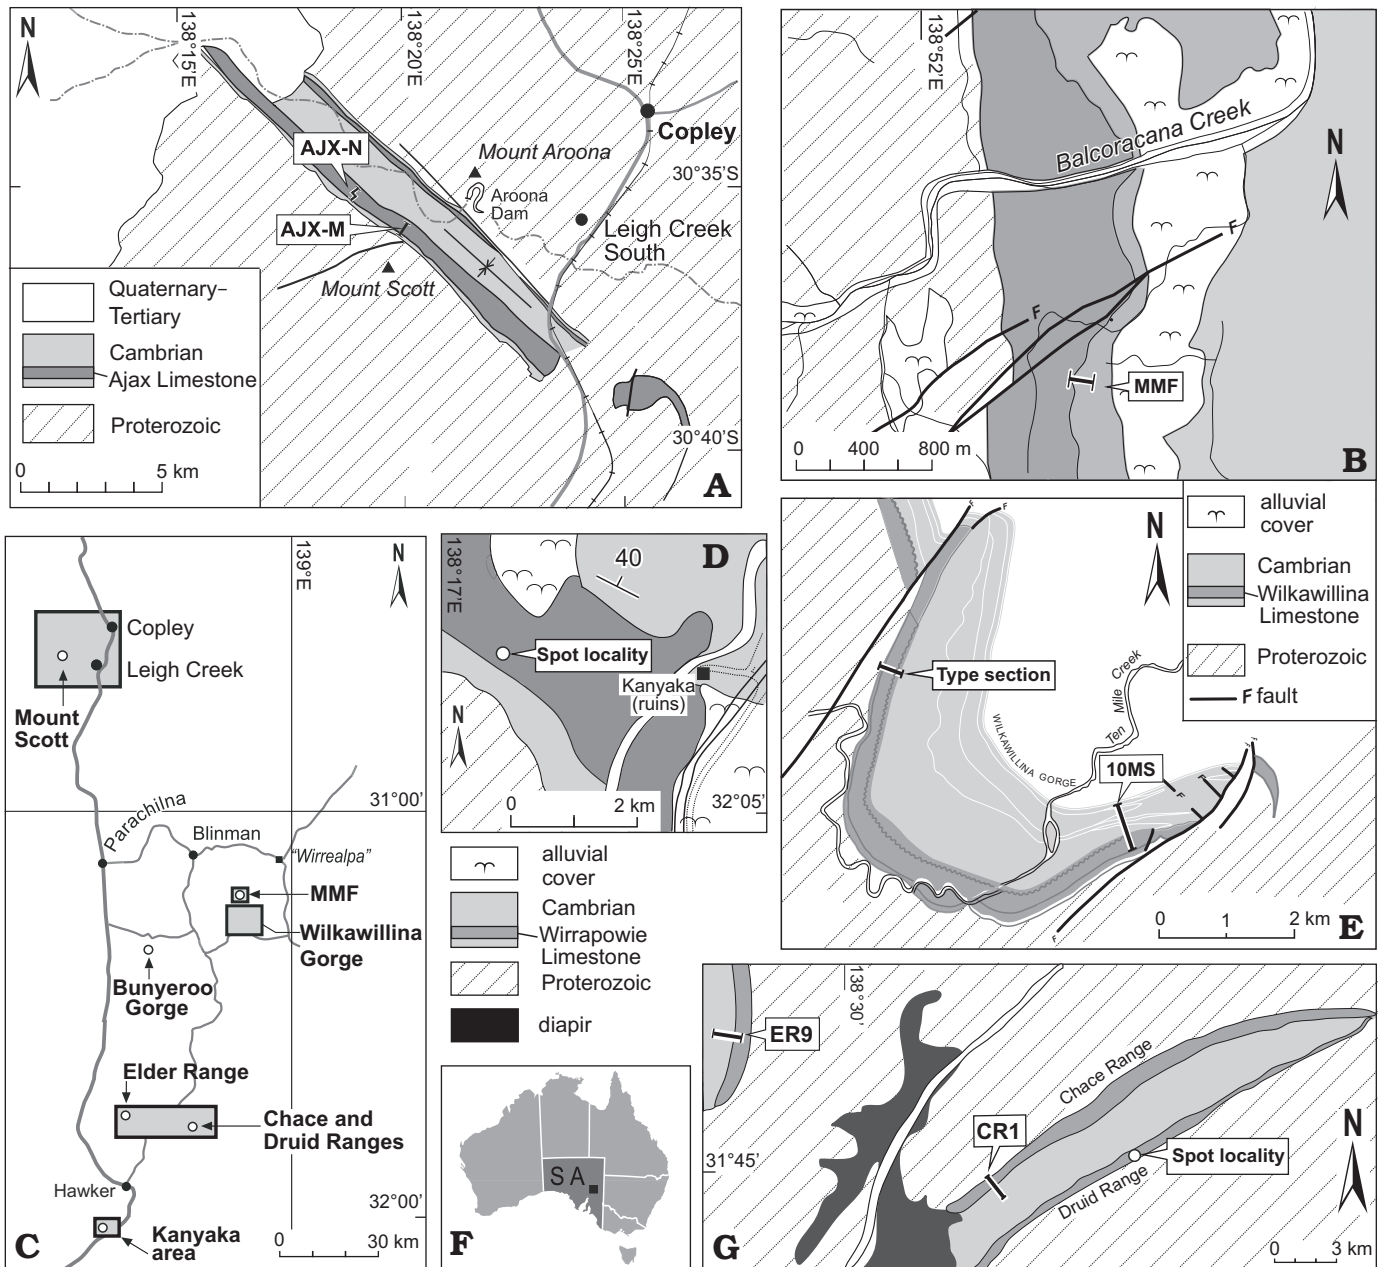 N
138°15'E
138°20'E
138°25'E
Copley
AJX-N
Mount Aroona
30°35'S
Aroona
Dam
Leigh Creek
South
AJX-M
Mount Scott
Quaternary–
Tertiary
Cambrian
Ajax Limestone
Proterozoic
0
5 km
30°40'S
A
138°52'E
Balcoracana Creek
N
F
F
MMF
0
400
800 m
B
139°E
N
Copley
Leigh Creek
Mount
Scott
31°00'
Parachilna
Blinman
"Wirrealpa"
MMF
Wilkawillina
Gorge
Bunyeroo
Gorge
Elder Range
Chace and
Druid Ranges
Hawker
32°00'
Kanyaka
area
0
30 km
C
138°17'E
40
D
Spot locality
Kanyaka
(ruins)
N
0
2 km
32°05'
alluvial
cover
Cambrian
Wirrapowie
Limestone
Proterozoic
diapir
F
F
N
Type section
WILKAWILLINA GORGE
Ten Mile Creek
10MS
F
F
F
0
1
2 km
E
alluvial
cover
Cambrian
Wilkawillina
Limestone
Proterozoic
F fault
SA
F
138°30'
ER9
Chace Range
CR1
31°45'
Spot locality
Druid Range
N
0
3 km
G